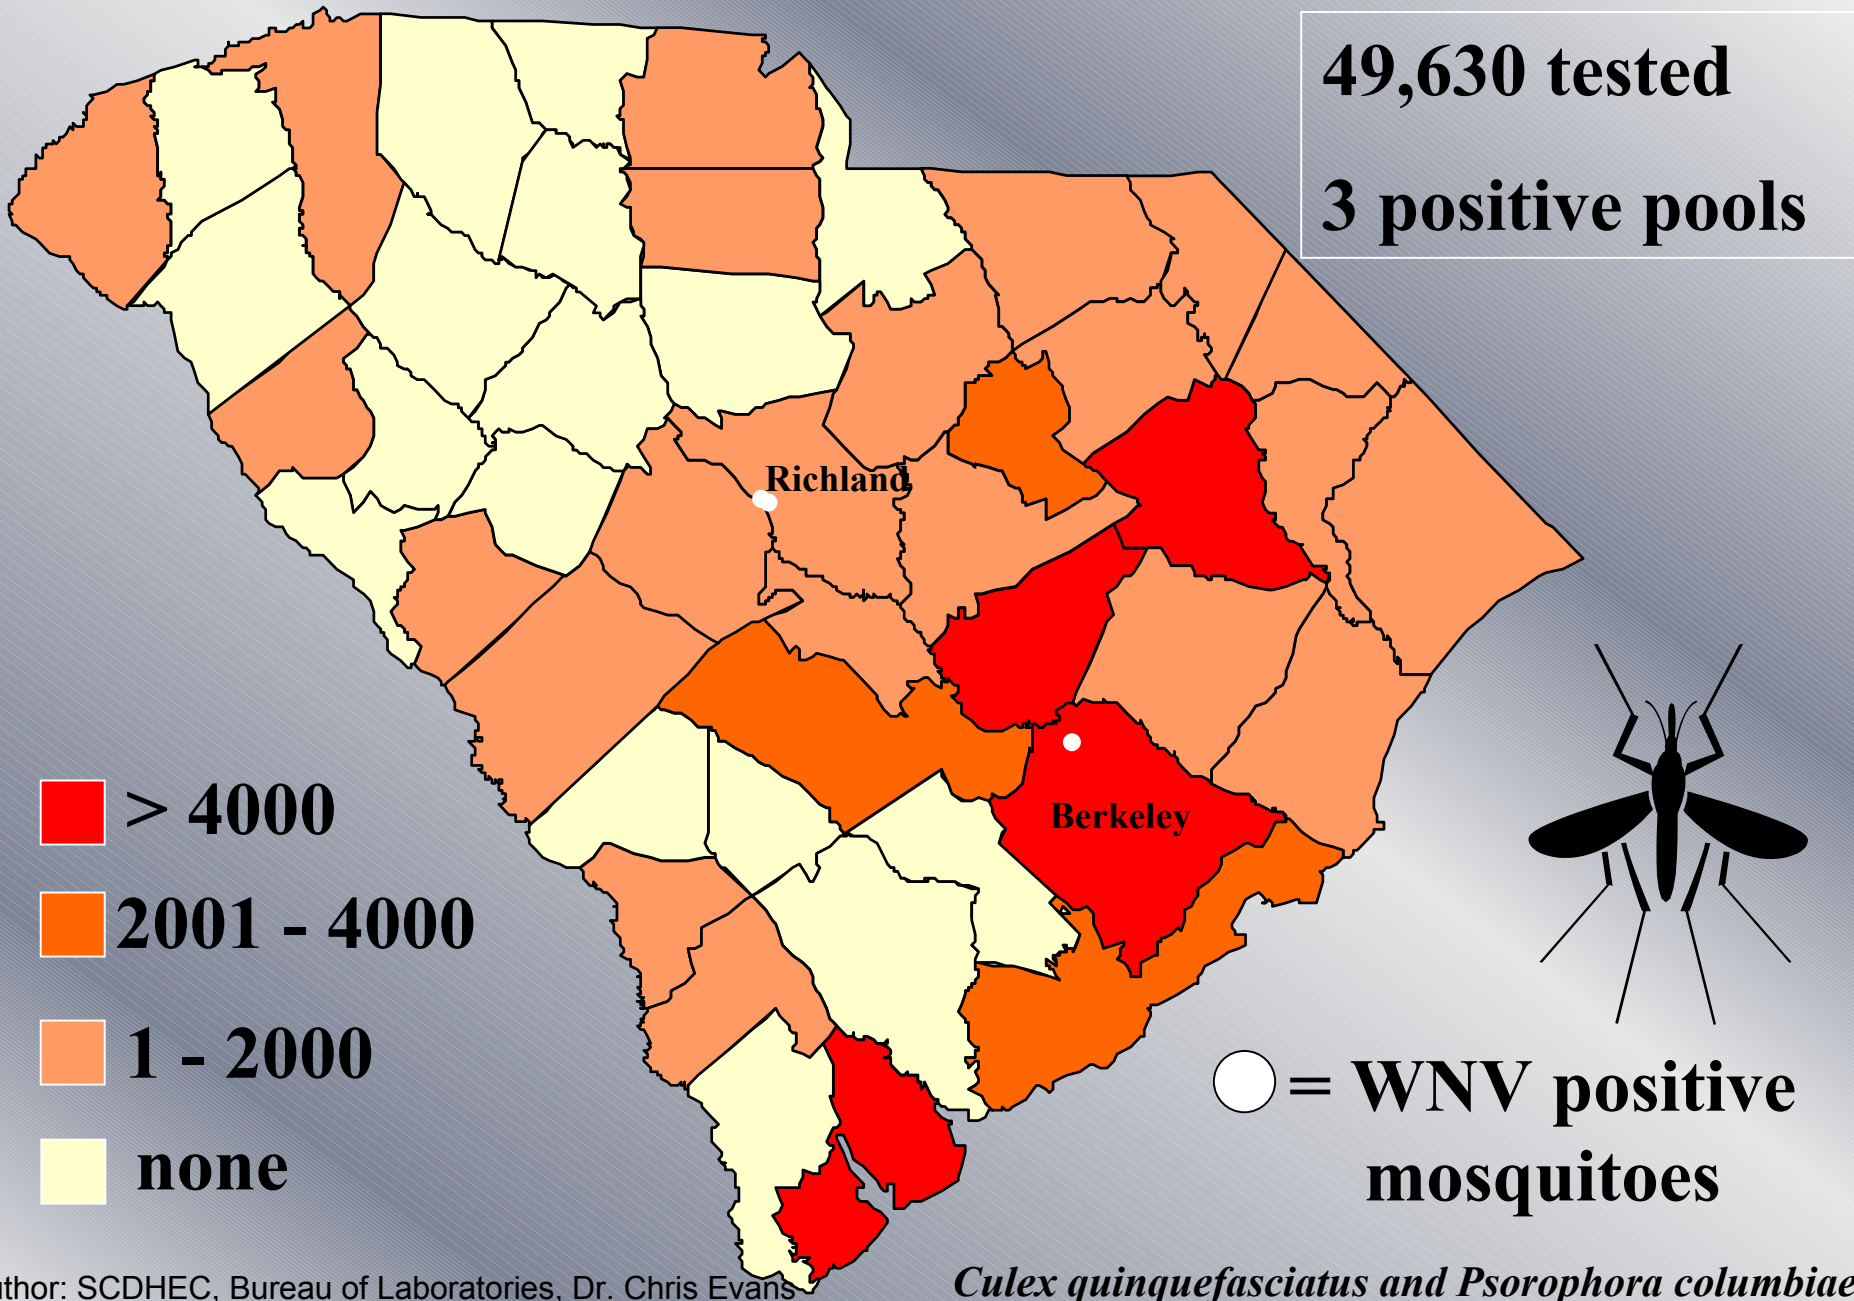 49,630 tested
3 positive pools
Richland
Berkeley
> 4000
2001 - 4000
1 - 2000
none
= WNV positive
mosquitoes
uthor: SCDHEC, Bureau of Laboratories, Dr. Chris Evans
Culex quinquefasciatus and Psorophora columbiae